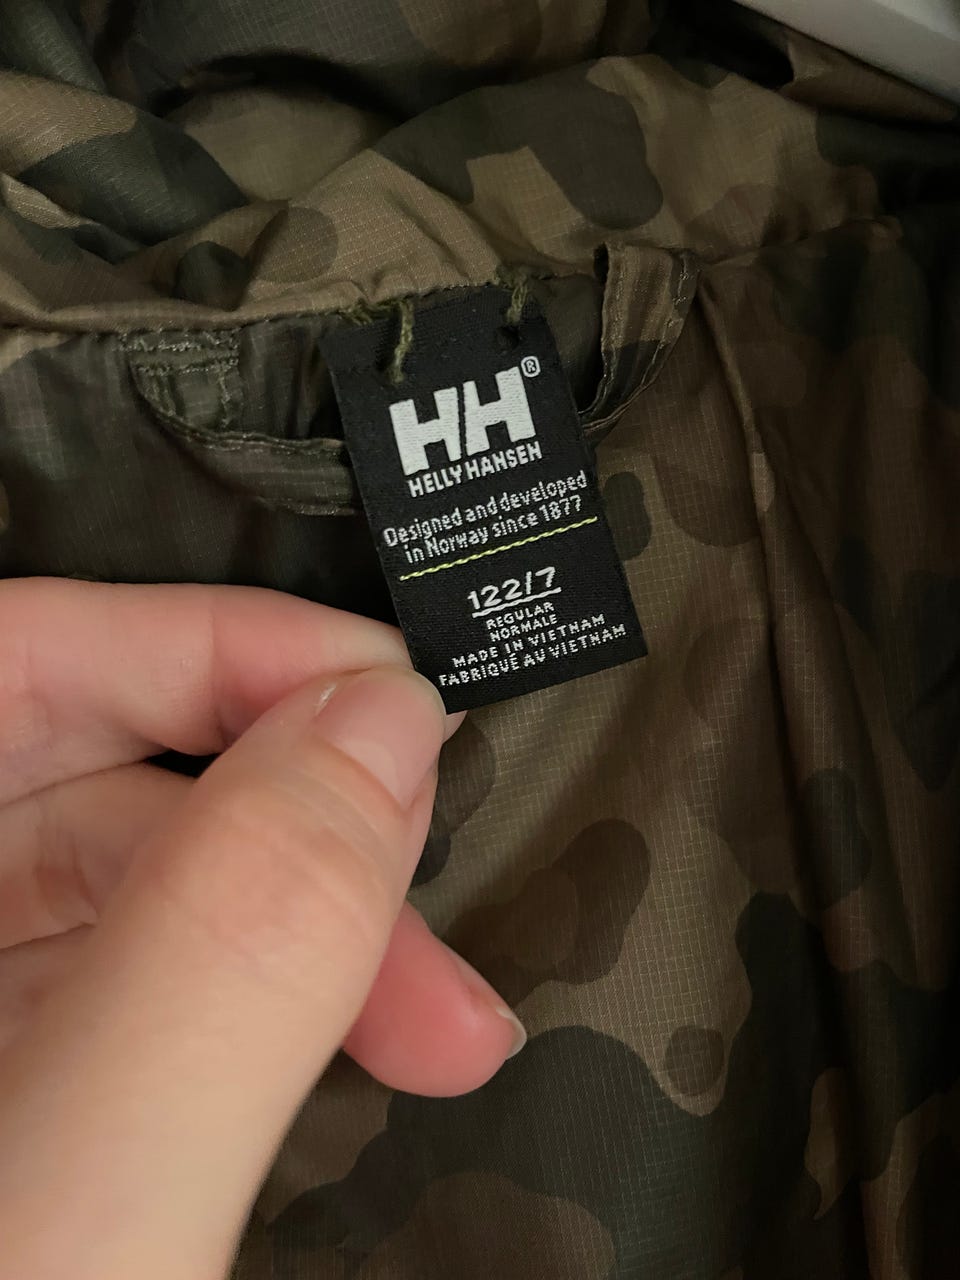 HH®
HELLY HANSEN
Designed and developed
in Norway since 1877
122/7
REGULAR
NORMALE
MADE IN VIETNAM
FABRIQUÉ AU VIETNAM